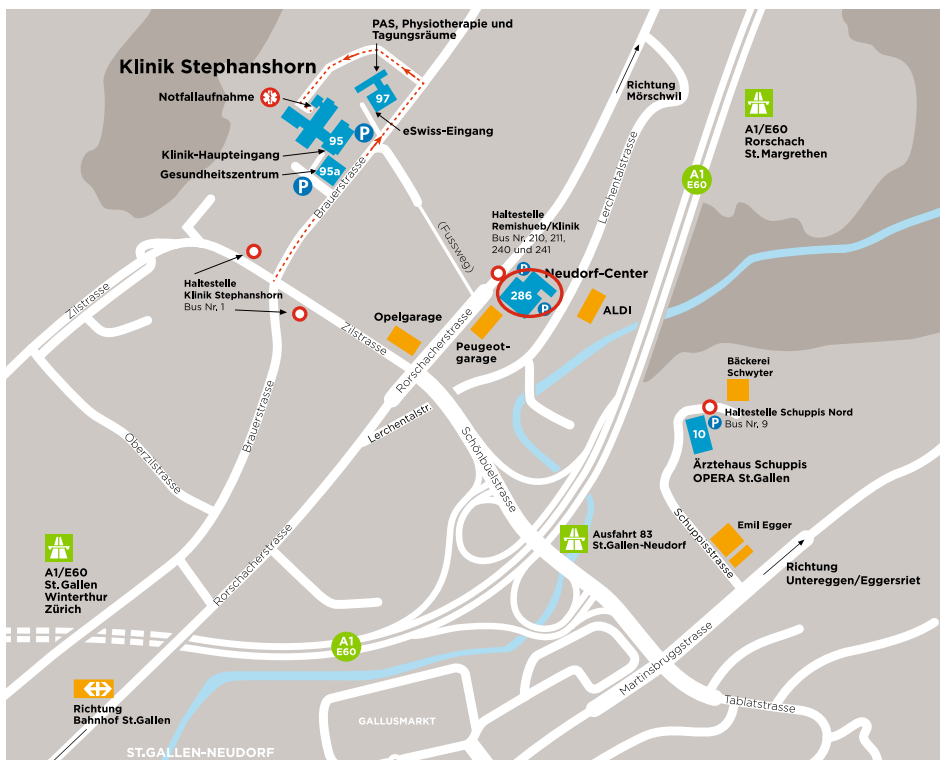 PAS, Physiotherapie und
Tagungsräume
Klinik Stephanshorn
Notfallaufnahme
97
P
eSwiss-Eingang
95
Klinik-Haupteingang
Gesundheitszentrum
95a
P
Brauerstrasse
Richtung
Mörschwil
Lerchentalstrasse
A1
E60
A1/E60
Rorschach
St. Margrethen
(Fussweg)
Haltestelle
Remishueb/Klinik
Bus Nr. 210, 211,
240 und 241
P
Neudorf-Center
286
P
ALDI
Zilstrasse
Haltestelle
Klinik Stephanshorn
Bus Nr. 1
Zilstrasse
Opelgarage
Peugeot-
garage
Rorschacherstrasse
Lerchentalstr.
Brauerstrasse
Oberzilstrasse
Schönbüelstrasse
Bäckerei
Schwyter
Haltestelle Schuppis Nord
P
Bus Nr. 9
10
Ärztehaus Schuppis
OPERA St.Gallen
Schuppisstrasse
Emil Egger
Richtung
Untereggen/Eggersriet
Ausfahrt 83
St.Gallen-Neudorf
A1/E60
St. Gallen
Winterthur
Zürich
Rorschacherstrasse
A1
E60
Martinsbruggstrasse
Tablatstrasse
Richtung
Bahnhof St.Gallen
GALLUSMARKT
ST.GALLEN-NEUDORF